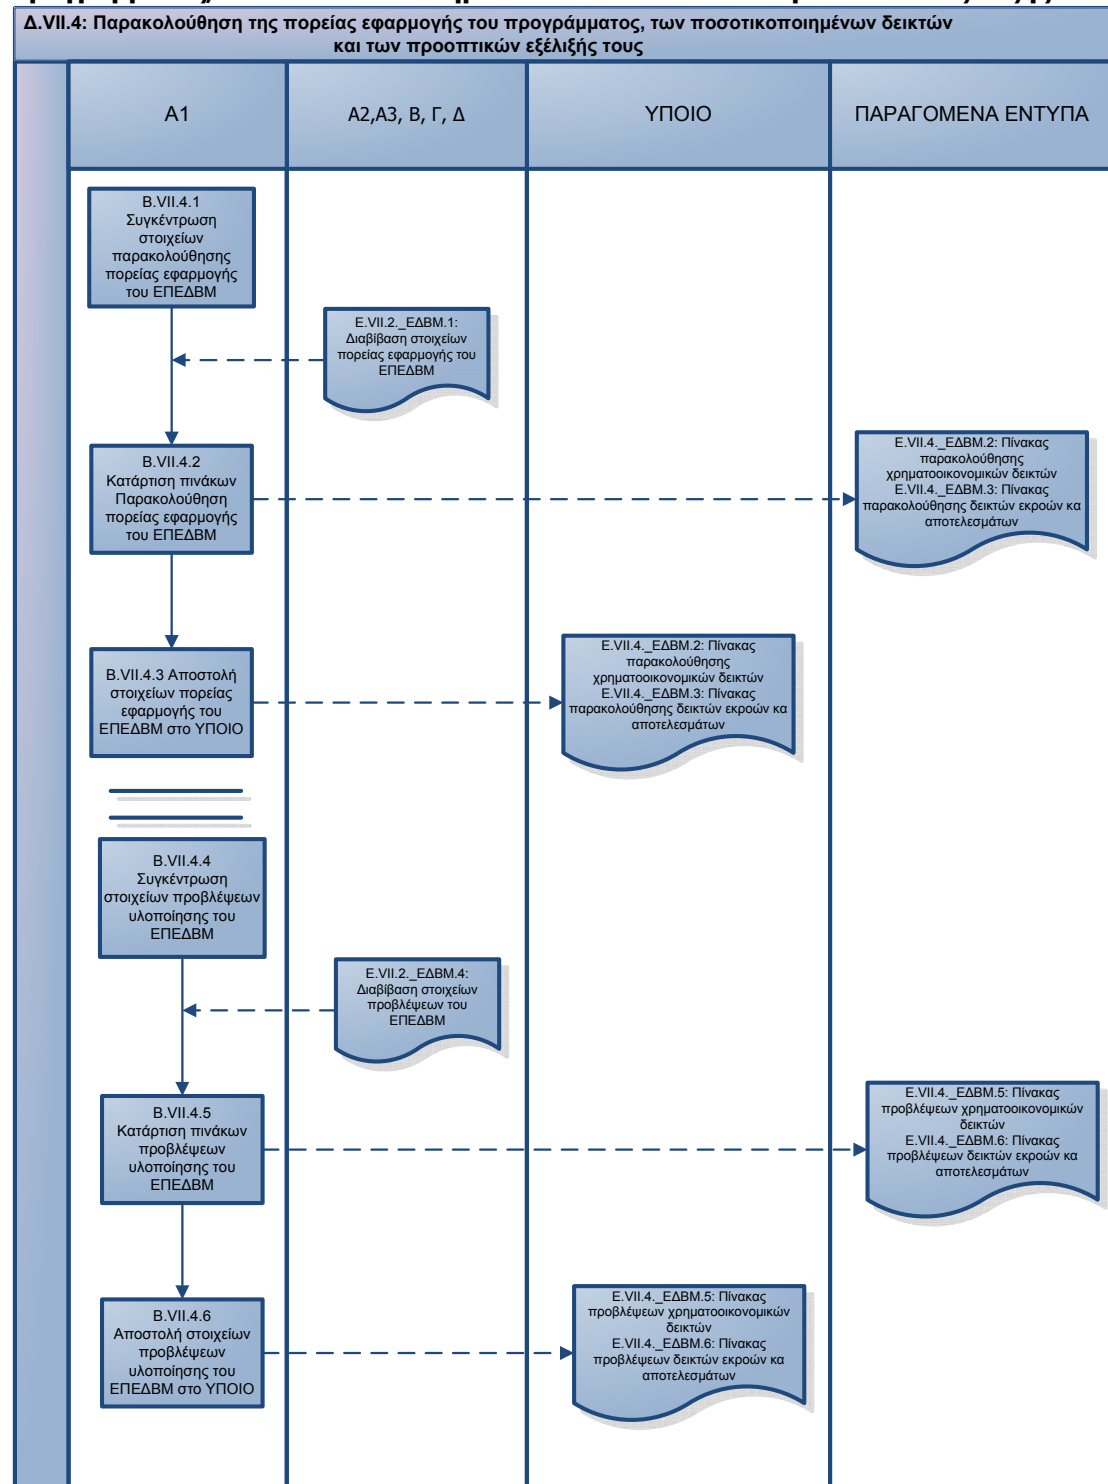 Δ.VII.4: Παρακολούθηση της πορείας εφαρμογής του προγράμματος, των ποσοτικοποιημένων δεικτών
και των προοπτικών εξέλιξής τους
Α1
Α2,Α3, Β, Γ, Δ
ΥΠΟΙΟ
ΠΑΡΑΓΟΜΕΝΑ ΕΝΤΥΠΑ
Β.VII.4.1
Συγκέντρωση
στοιχείων
παρακολούθησης
πορείας εφαρμογής
του ΕΠΕΔΒΜ
Ε.VII.2._ΕΔΒΜ.1:
Διαβίβαση στοιχείων
πορείας εφαρμογής του
ΕΠΕΔΒΜ
Β.VII.4.2
Κατάρτιση πινάκων
Παρακολούθηση
πορείας εφαρμογής
του ΕΠΕΔΒΜ
Ε.VII.4._ΕΔΒΜ.2: Πίνακας
παρακολούθησης
χρηματοοικονομικών
δεικτών
Ε.VII.4._ΕΔΒΜ.3: Πίνακας
παρακολούθησης δεικτών εκροών κα
αποτελεσμάτων
Β.VII.4.3 Αποστολή
στοιχείων πορείας
εφαρμογής του
ΕΠΕΔΒΜ στο ΥΠΟΙΟ
Ε.VII.4._ΕΔΒΜ.2: Πίνακας
παρακολούθησης
χρηματοοικονομικών δεικτών
Ε.VII.4._ΕΔΒΜ.3: Πίνακας
παρακολούθησης δεικτών εκροών κα
αποτελεσμάτων
Β.VII.4.4
Συγκέντρωση
στοιχείων προβλέψεων
υλοποίησης του
ΕΠΕΔΒΜ
Ε.VII.2._ΕΔΒΜ.4:
Διαβίβαση στοιχείων
προβλέψεων του
ΕΠΕΔΒΜ
Β.VII.4.5
Κατάρτιση πινάκων
προβλέψεων
υλοποίησης του
ΕΠΕΔΒΜ
Ε.VII.4._ΕΔΒΜ.5: Πίνακας
προβλέψεων χρηματοοικονομικών
δεικτών
Ε.VII.4._ΕΔΒΜ.6: Πίνακας
προβλέψεων δεικτών εκροών κα
αποτελεσμάτων
Β.VII.4.6
Αποστολή στοιχείων
προβλέψεων
υλοποίησης του
ΕΠΕΔΒΜ στο ΥΠΟΙΟ
Ε.VII.4._ΕΔΒΜ.5: Πίνακας
προβλέψεων χρηματοοικονομικών
δεικτών
Ε.VII.4._ΕΔΒΜ.6: Πίνακας
προβλέψεων δεικτών εκροών κα
αποτελεσμάτων